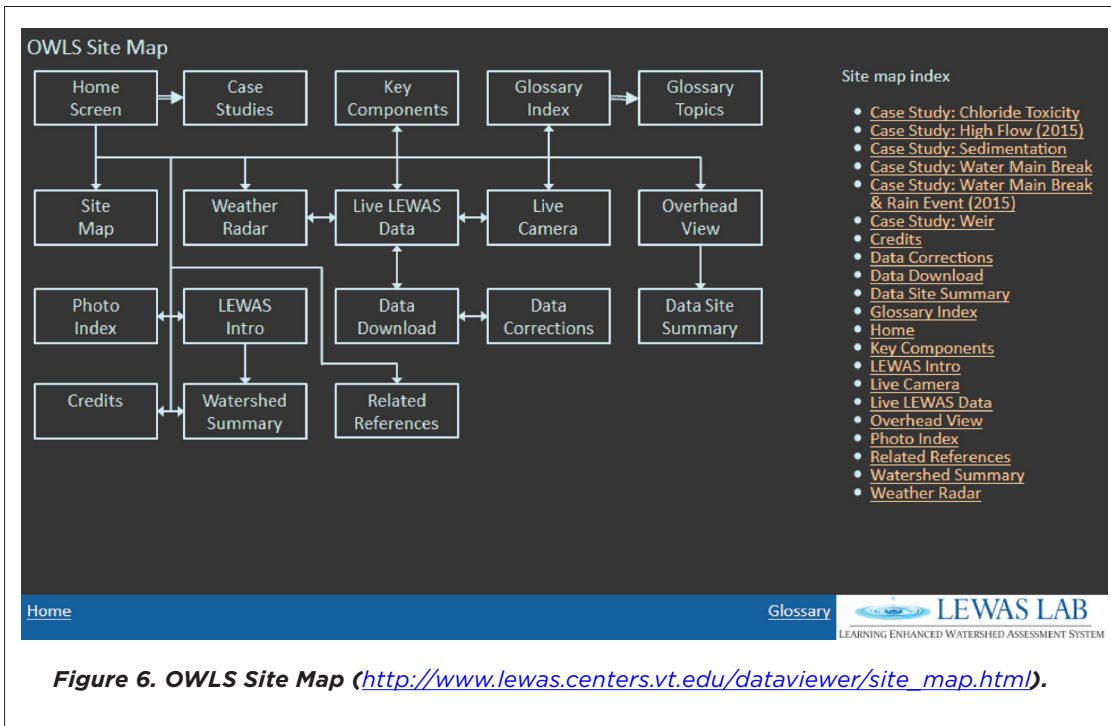 OWLS Site Map
Home
Screen
Case
Studies
Key
Components
Glossary
Index
Glossary
Topics
Site
Map
Weather
Radar
Live LEWAS
Data
Live
Camera
Overhead
View
Photo
Index
LEWAS
Intro
Data
Download
Data
Corrections
Data Site
Summary
Credits
Watershed
Summary
Related
References
Site map index
• Case Study: Chloride Toxicity
• Case Study: High Flow (2015)
• Case Study: Sedimentation
• Case Study: Water Main Break
• Case Study: Water Main Break
& Rain Event (2015)
• Case Study: Weir
• Credits
• Data Corrections
• Data Download
• Data Site Summary
• Glossary Index
• Home
• Key Components
• LEWAS Intro
• Live Camera
• Live LEWAS Data
• Overhead View
• Photo Index
• Related References
• Watershed Summary
• Weather Radar
Home
Glossary
LEWAS LAB
LEARNING ENHANCED WATERSHED ASSESSMENT SYSTEM
Figure 6. OWLS Site Map (http://www.lewas.centers.vt.edu/dataviewer/site_map.html).